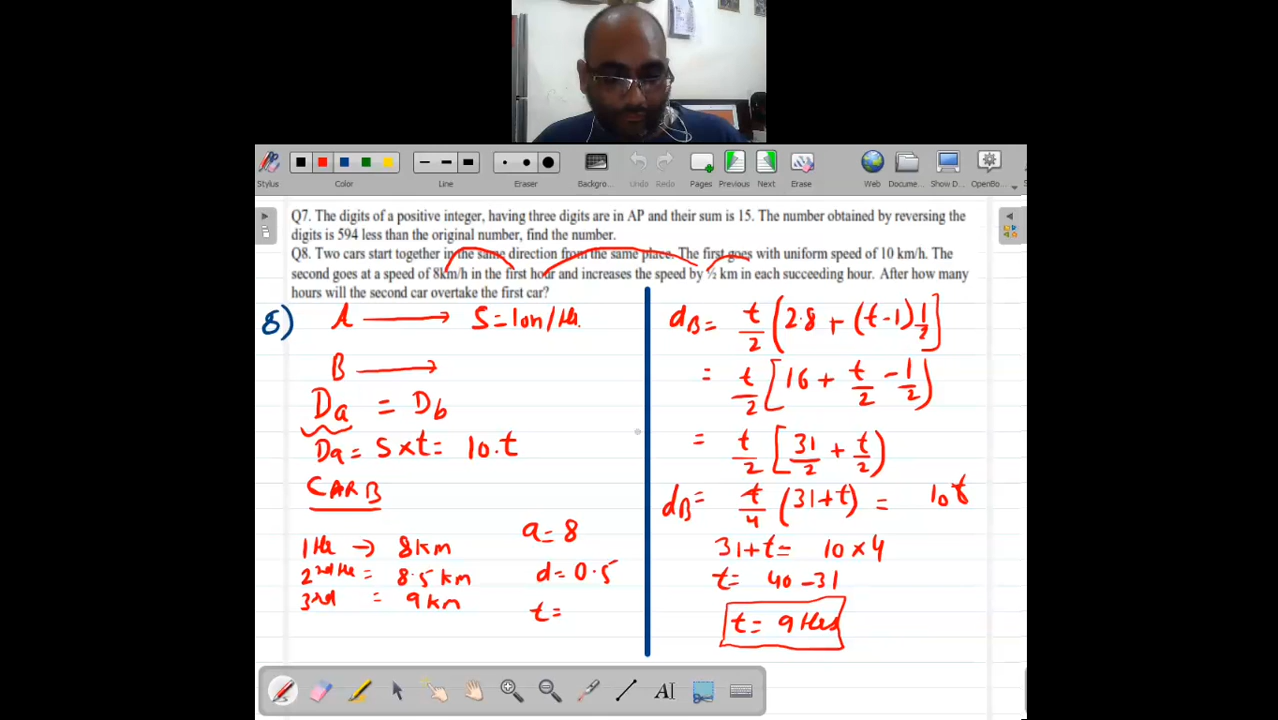 Stylus
Color
Line
Eraser
Backgro...
Undo
Redo
Pages
Previous
Next
Erase
Web
Docume...
Show D...
OpenBo...
Q7. The digits of a positive integer, having three digits are in AP and their sum is 15. The number obtained by reversing the
digits is 594 less than the original number, find the number.
Q8. Two cars start together in the same direction from the same place. The first goes with uniform speed of 10 km/h. The
second goes at a speed of 8km/h in the first hour and increases the speed by ½ km in each succeeding hour. After how many
hours will the second car overtake the first car?
8)
A → S=10n/Hr.
B →
Da = Db
Da = S×t = 10.t
CAR B
1Hr → 8km
2nd Hr = 8.5 km
3rd = 9 km
a = 8
d = 0.5
t =
dB = t/2 (2.8 + (t-1) 1/2]
= t/2 [16 + t/2 - 1/2)
= t/2 [31/2 + t/2)
dB = t/4 (31+t) = 10t
31+t = 10×4
t = 40-31
t = 9 Hrs
AI